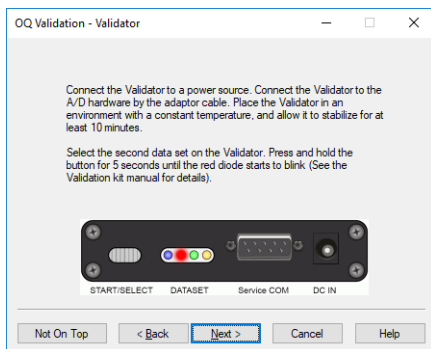 OQ Validation - Validator
Connect the Validator to a power source. Connect the Validator to the
A/D hardware by the adaptor cable. Place the Validator in an
environment with a constant temperature, and allow it to stabilize for at
least 10 minutes.
Select the second data set on the Validator. Press and hold the
button for 5 seconds until the red diode starts to blink (See the
Validation kit manual for details).
START/SELECT DATASET Service COM DC IN
Not On Top < Back Next > Cancel Help